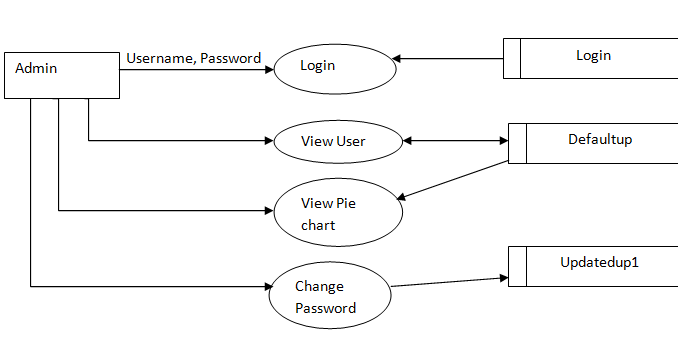 Admin
Username, Password
Login
Login
View User
Defaultup
View Pie
chart
Updatedup1
Change
Password